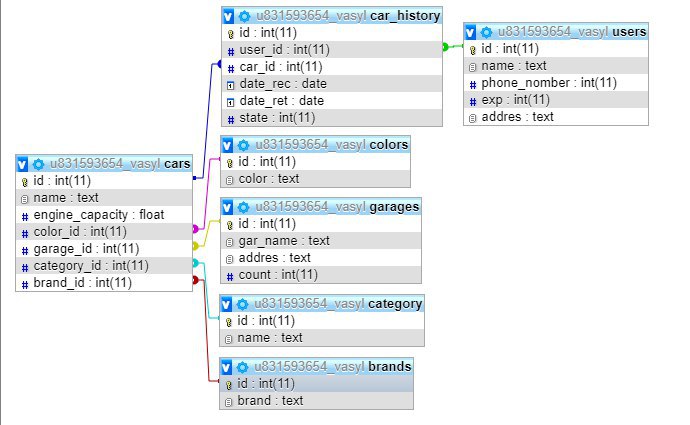 u831593654_vasyl car_history
id : int(11)
user_id : int(11)
car_id : int(11)
date_rec : date
date_ret : date
state : int(11)
u831593654_vasyl users
id : int(11)
name : text
phone_nomber : int(11)
exp : int(11)
addres : text
u831593654_vasyl cars
id : int(11)
name : text
engine_capacity : float
color_id : int(11)
garage_id : int(11)
category_id : int(11)
brand_id : int(11)
u831593654_vasyl colors
id : int(11)
color : text
u831593654_vasyl garages
id : int(11)
gar_name : text
addres : text
count : int(11)
u831593654_vasyl category
id : int(11)
name : text
u831593654_vasyl brands
id : int(11)
brand : text